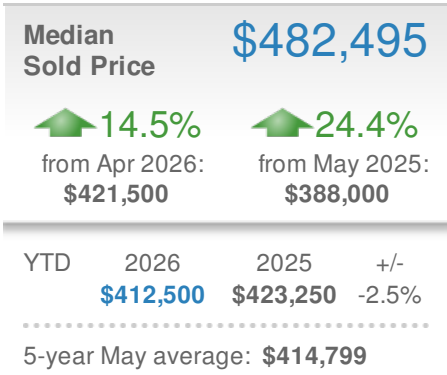 Median
Sold Price
$482,495
14.5% 24.4%
from Apr 2026: from May 2025:
$421,500 $388,000
YTD 2026 2025 +/-
$412,500 $423,250 -2.5%
5-year May average: $414,799